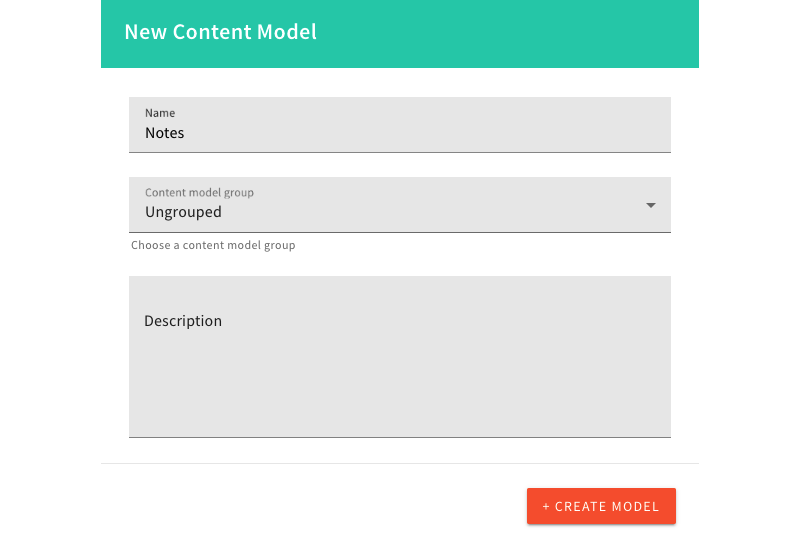 New Content Model
Name
Notes
Content model group
Ungrouped
Choose a content model group
Description
+ CREATE MODEL